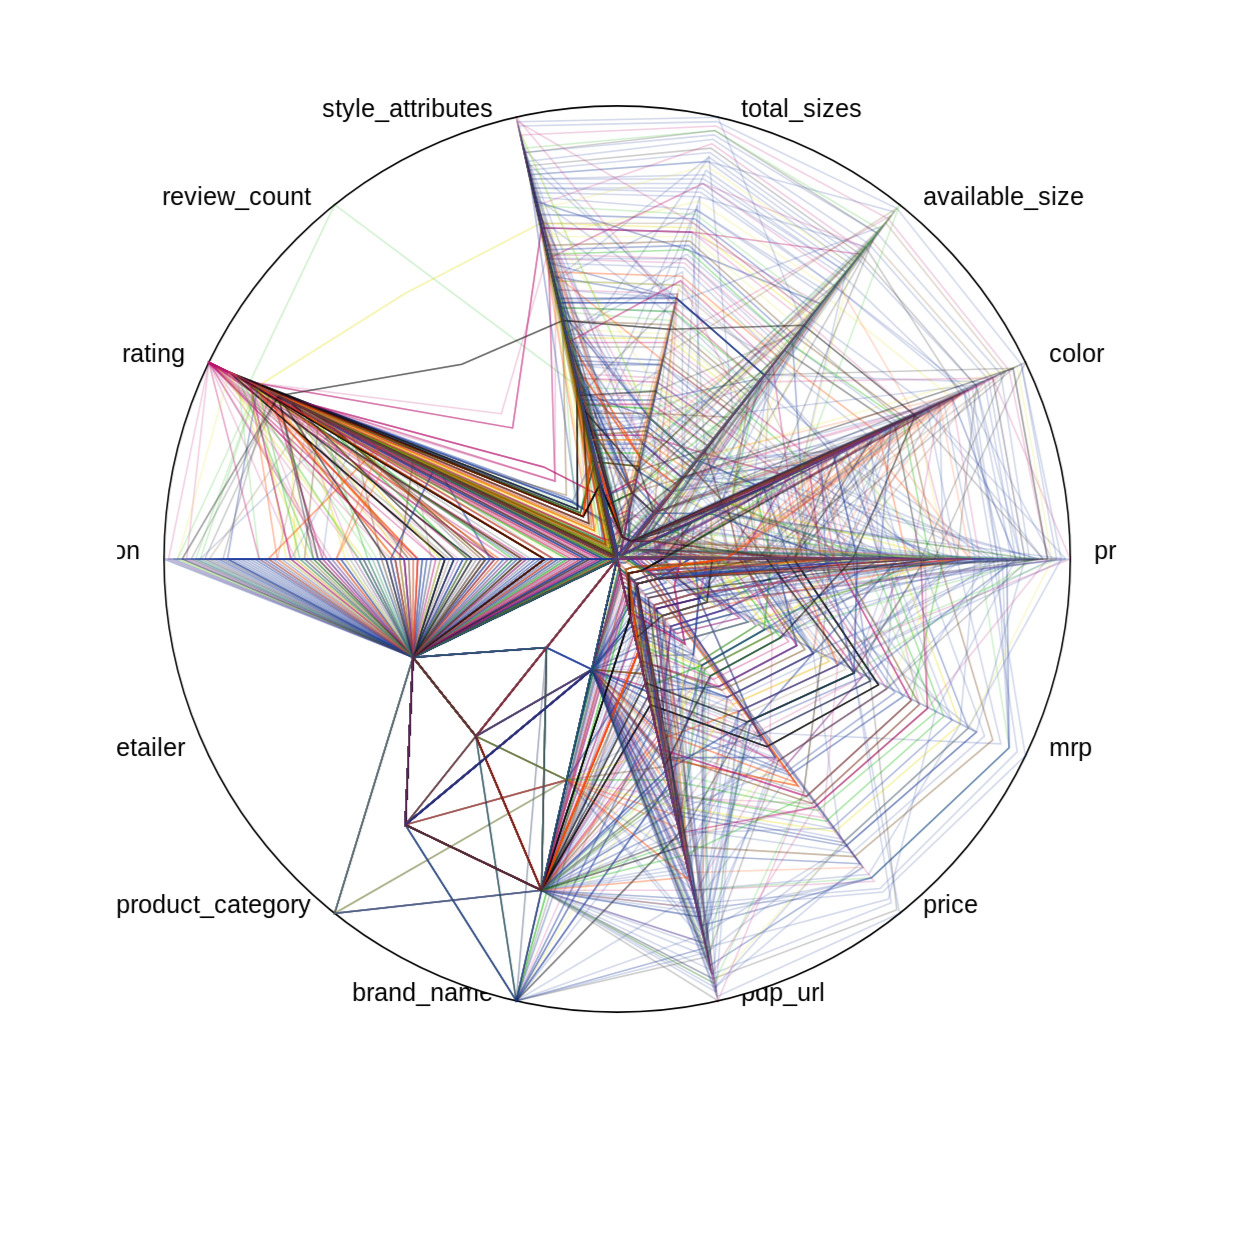 style_attributes
total_sizes
review_count
available_size
rating
color
on
pr
etailer
mrp
product_category
price
brand_name
pdp_url